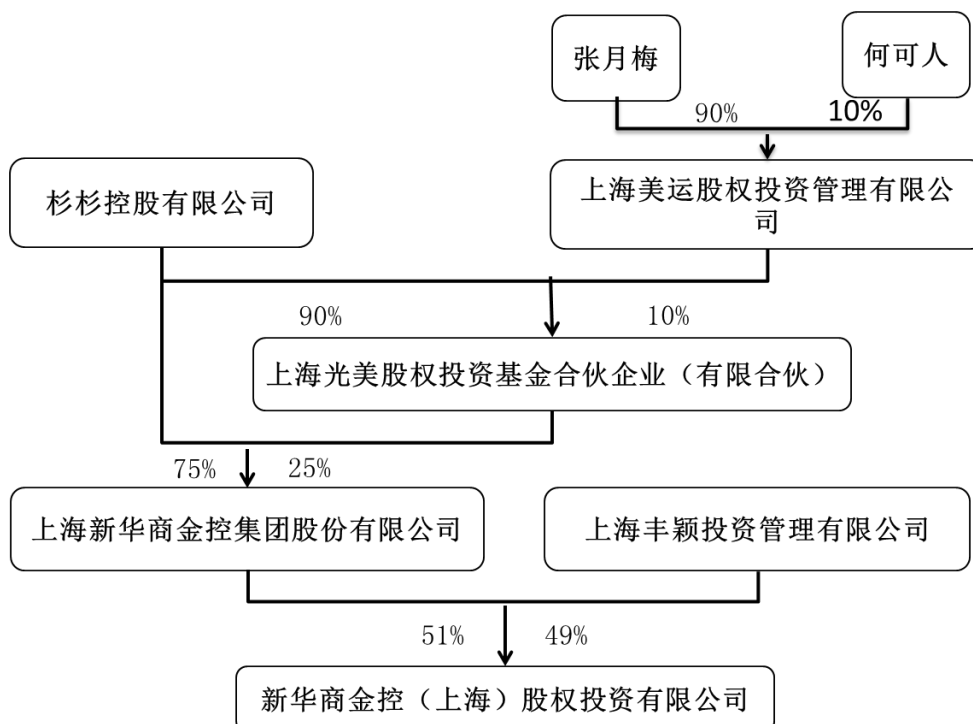 张月梅
何可人
90%
10%
杉杉控股有限公司
上海美运股权投资管理有限公
司
90%
10%
上海光美股权投资基金合伙企业（有限合伙）
75%
25%
上海新华商金控集团股份有限公司
上海丰颖投资管理有限公司
51%
49%
新华商金控（上海）股权投资有限公司